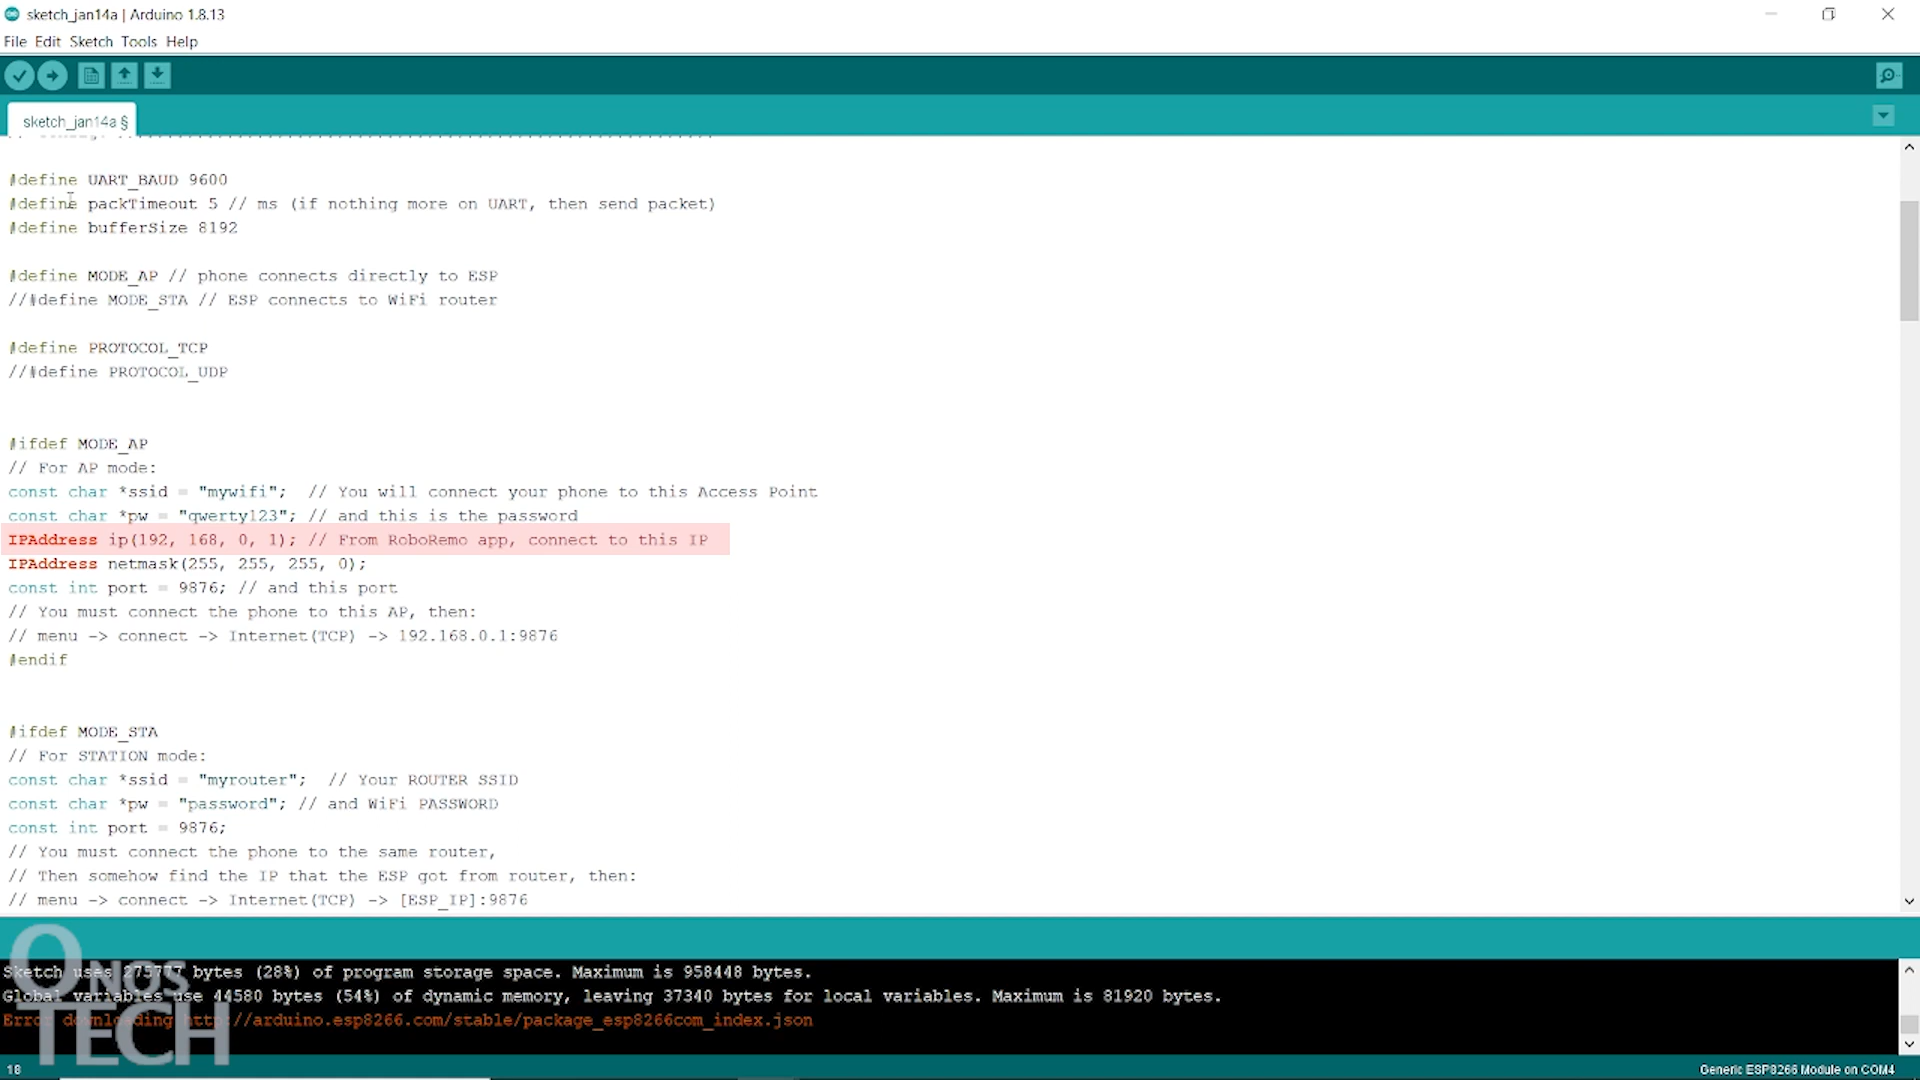 sketch_jan14a | Arduino 1.8.13
File Edit Sketch Tools Help
sketch_jan14a §
#define UART_BAUD 9600
#define packTimeout 5 // ms (if nothing more on UART, then send packet)
#define bufferSize 8192
#define MODE_AP // phone connects directly to ESP
//#define MODE_STA // ESP connects to WiFi router
#define PROTOCOL_TCP
//#define PROTOCOL_UDP
#ifdef MODE_AP
// For AP mode:
const char *ssid = "mywifi";  // You will connect your phone to this Access Point
const char *pw = "qwerty123"; // and this is the password
IPAddress ip(192, 168, 0, 1); // From RoboRemo app, connect to this IP
IPAddress netmask(255, 255, 255, 0);
const int port = 9876; // and this port
// You must connect the phone to this AP, then:
// menu -> connect -> Internet(TCP) -> 192.168.0.1:9876
#endif
#ifdef MODE_STA
// For STATION mode:
const char *ssid = "myrouter";  // Your ROUTER SSID
const char *pw = "password"; // and WiFi PASSWORD
const int port = 9876;
// You must connect the phone to the same router,
// Then somehow find the IP that the ESP got from router, then:
// menu -> connect -> Internet(TCP) -> [ESP_IP]:9876
Sketch uses 275777 bytes (28%) of program storage space. Maximum is 958448 bytes.
Global variables use 44580 bytes (54%) of dynamic memory, leaving 37340 bytes for local variables. Maximum is 81920 bytes.
Error downloading http://arduino.esp8266.com/stable/package_esp8266com_index.json
ONOS
TECH
18
Generic ESP8266 Module on COM4